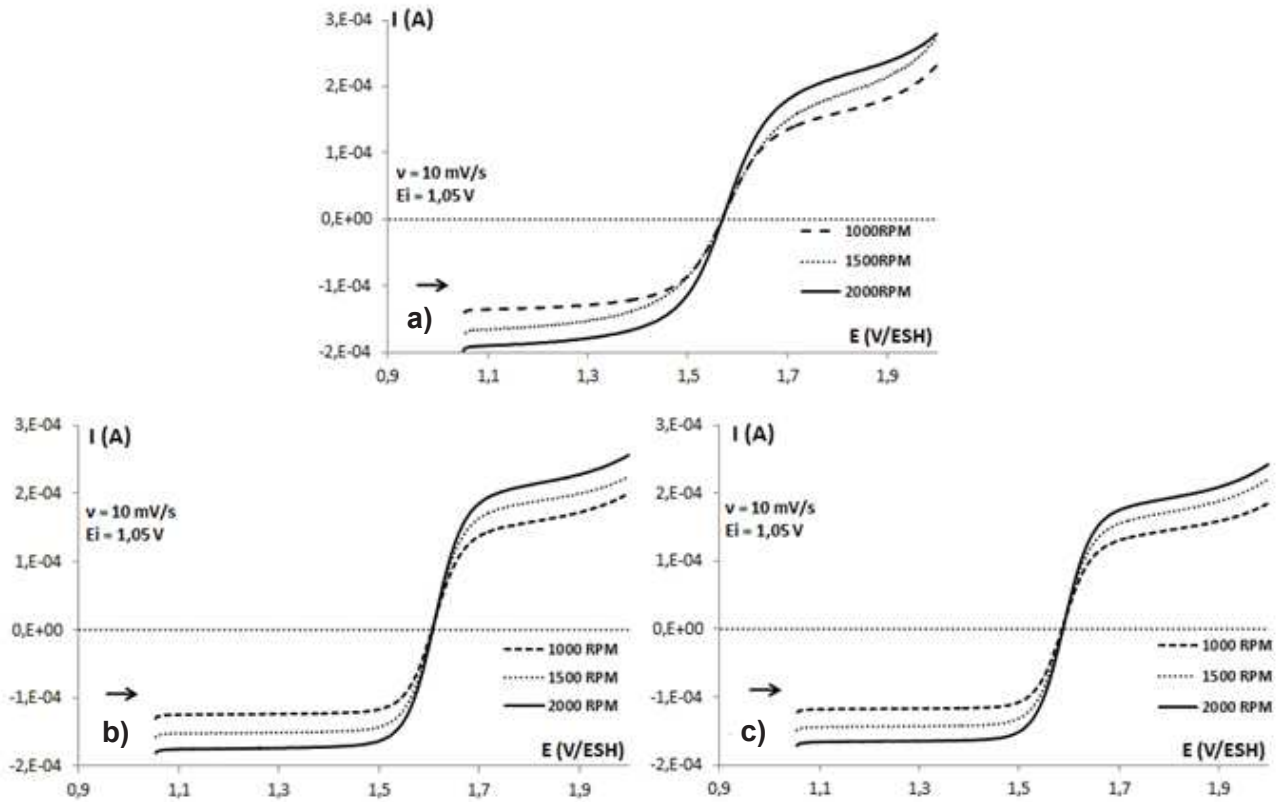 I (A)
3,E-04
2,E-04
1,E-04
0,E+00
-1,E-04
-2,E-04
v = 10 mV/s
Ei = 1,05 V
1000RPM
1500RPM
2000RPM
a)
E (V/ESH)
0,9 1,1 1,3 1,5 1,7 1,9
I (A)
3,E-04
2,E-04
1,E-04
0,E+00
-1,E-04
-2,E-04
v = 10 mV/s
Ei = 1,05 V
1000 RPM
1500 RPM
2000 RPM
b)
E (V/ESH)
0,9 1,1 1,3 1,5 1,7 1,9
I (A)
3,E-04
2,E-04
1,E-04
0,E+00
-1,E-04
-2,E-04
v = 10 mV/s
Ei = 1,05 V
1000 RPM
1500 RPM
2000 RPM
c)
E (V/ESH)
0,9 1,1 1,3 1,5 1,7 1,9